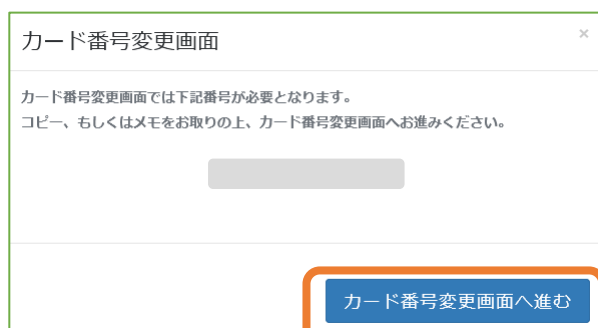 カード番号変更画面
×
カード番号変更画面では下記番号が必要となります。
コピー、もしくはメモをお取りの上、カード番号変更画面へお進みください。
カード番号変更画面へ進む